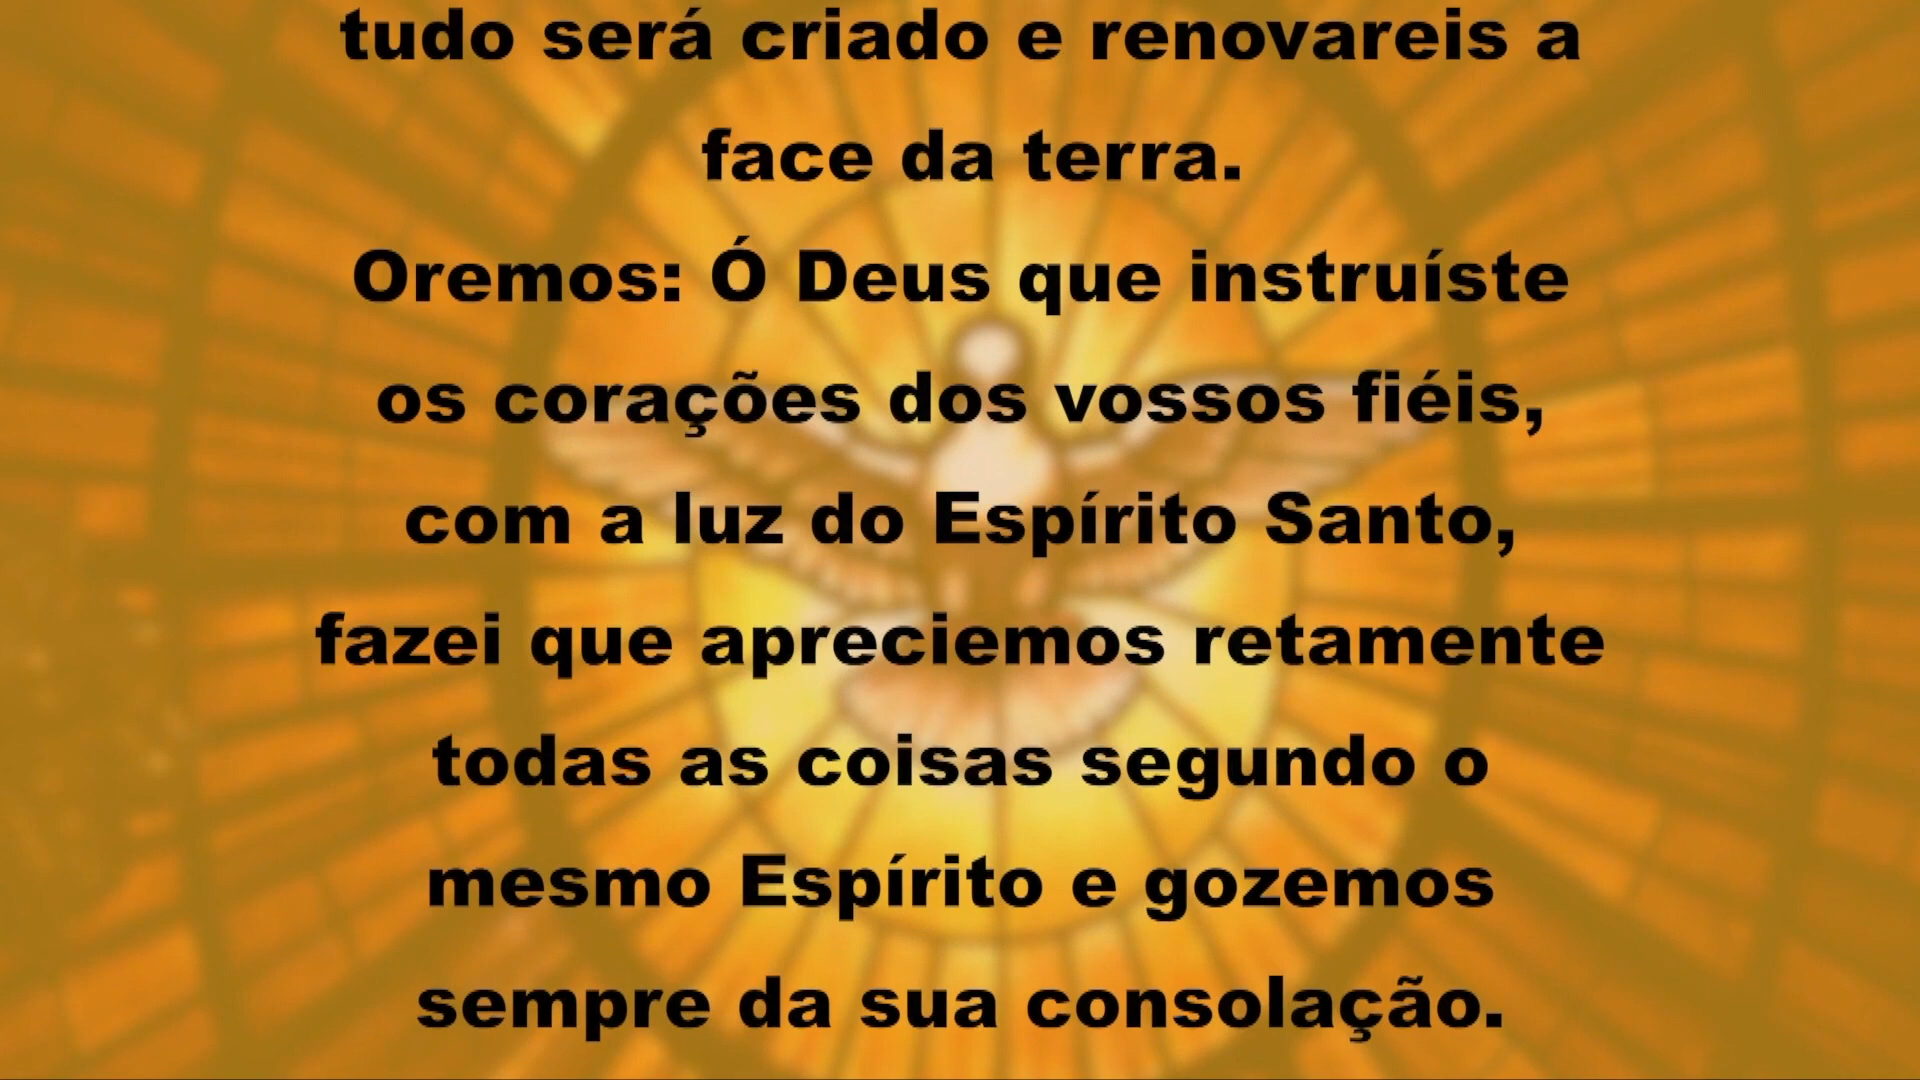 tudo será criado e renovareis a
face da terra.
Oremos: Ó Deus que instruíste
os corações dos vossos fiéis,
com a luz do Espírito Santo,
fazei que apreciemos retamente
todas as coisas segundo o
mesmo Espírito e gozemos
sempre da sua consolação.